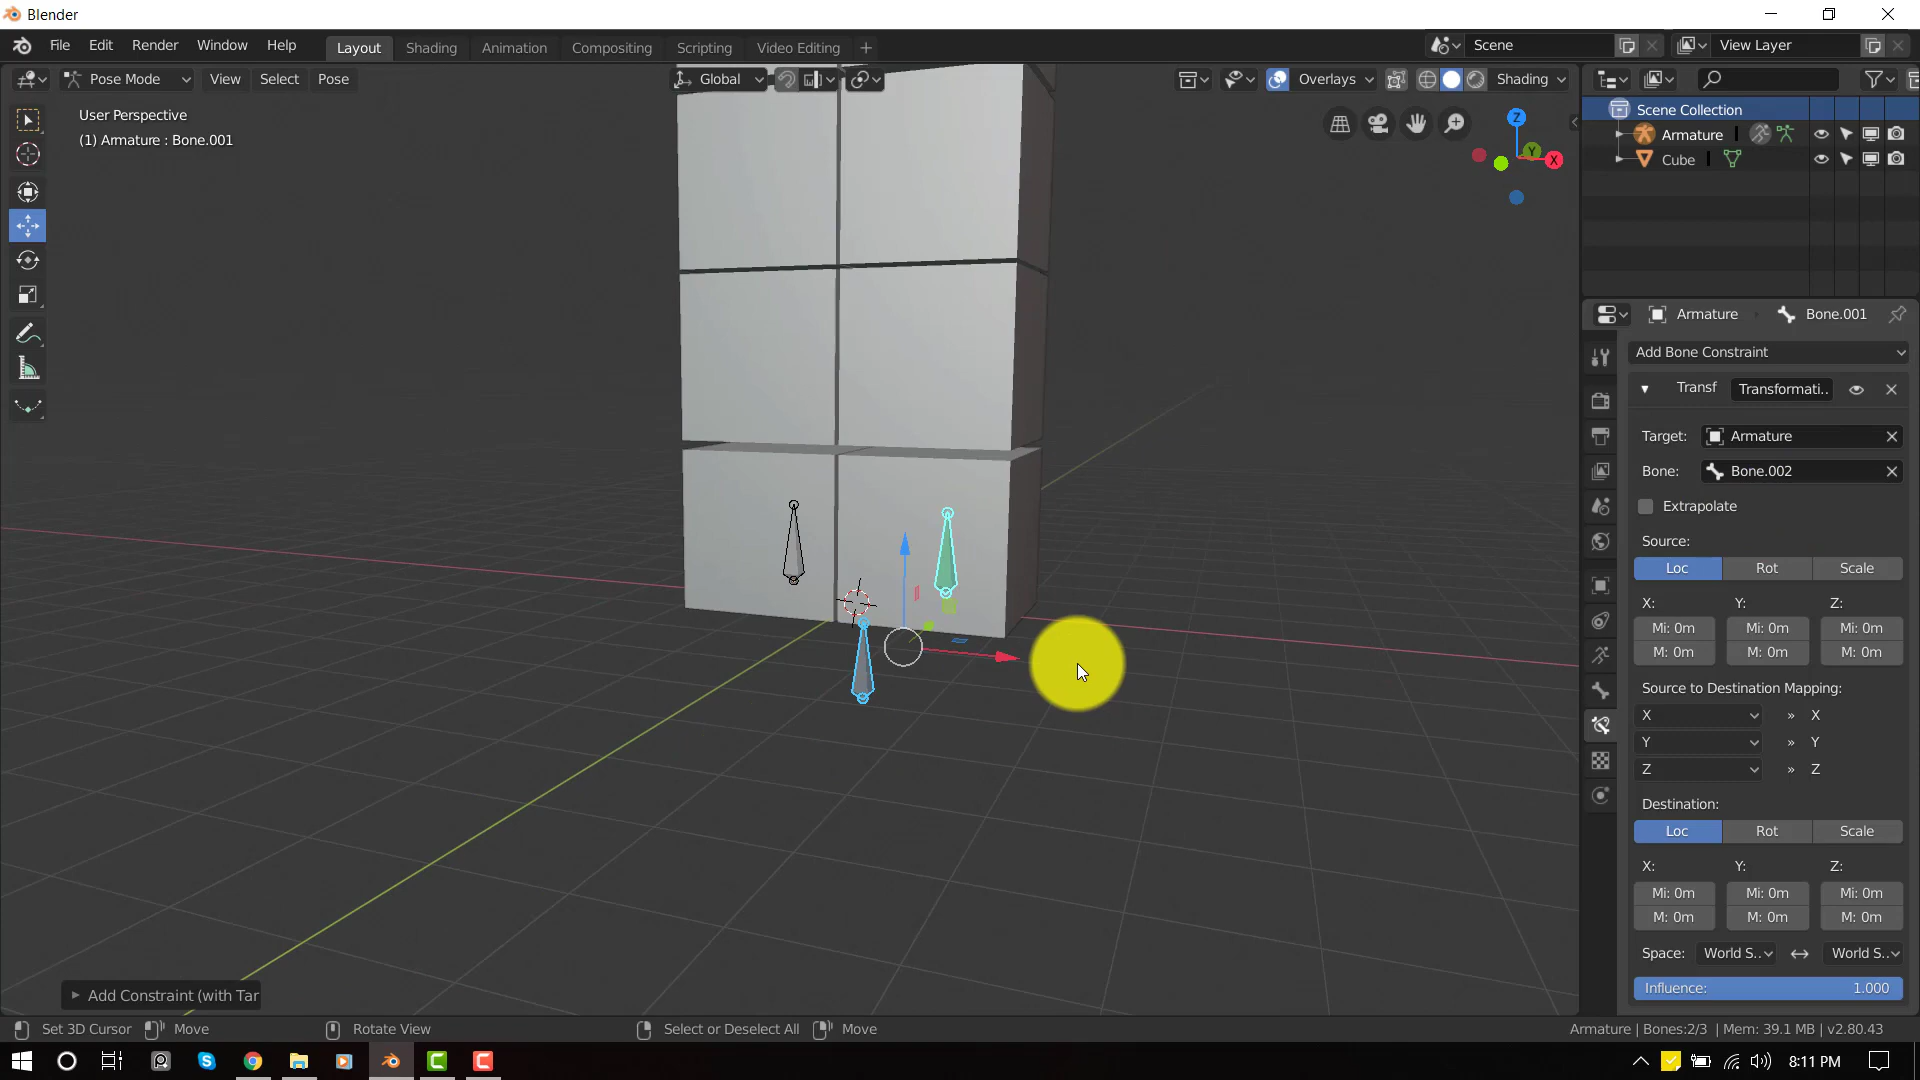 Blender
File Edit Render Window Help Layout Shading Animation Compositing Scripting Video Editing + Scene View Layer
Pose Mode View Select Pose Global Overlays Shading
User Perspective
(1) Armature : Bone.001
Z
Y
X
Scene Collection
Armature
Cube
Armature Bone.001
Add Bone Constraint
Transf Transformati..
Target: Armature
Bone: Bone.002
Extrapolate
Source:
Loc Rot Scale
X: Y: Z:
Mi: 0m Mi: 0m Mi: 0m
M: 0m M: 0m M: 0m
Source to Destination Mapping:
X » X
Y » Y
Z » Z
Destination:
Loc Rot Scale
X: Y: Z:
Mi: 0m Mi: 0m Mi: 0m
M: 0m M: 0m M: 0m
Space: World S.. World S..
Influence: 1.000
Add Constraint (with Tar
Set 3D Cursor Move Rotate View Select or Deselect All Move Armature | Bones:2/3 | Mem: 39.1 MB | v2.80.43
8:11 PM